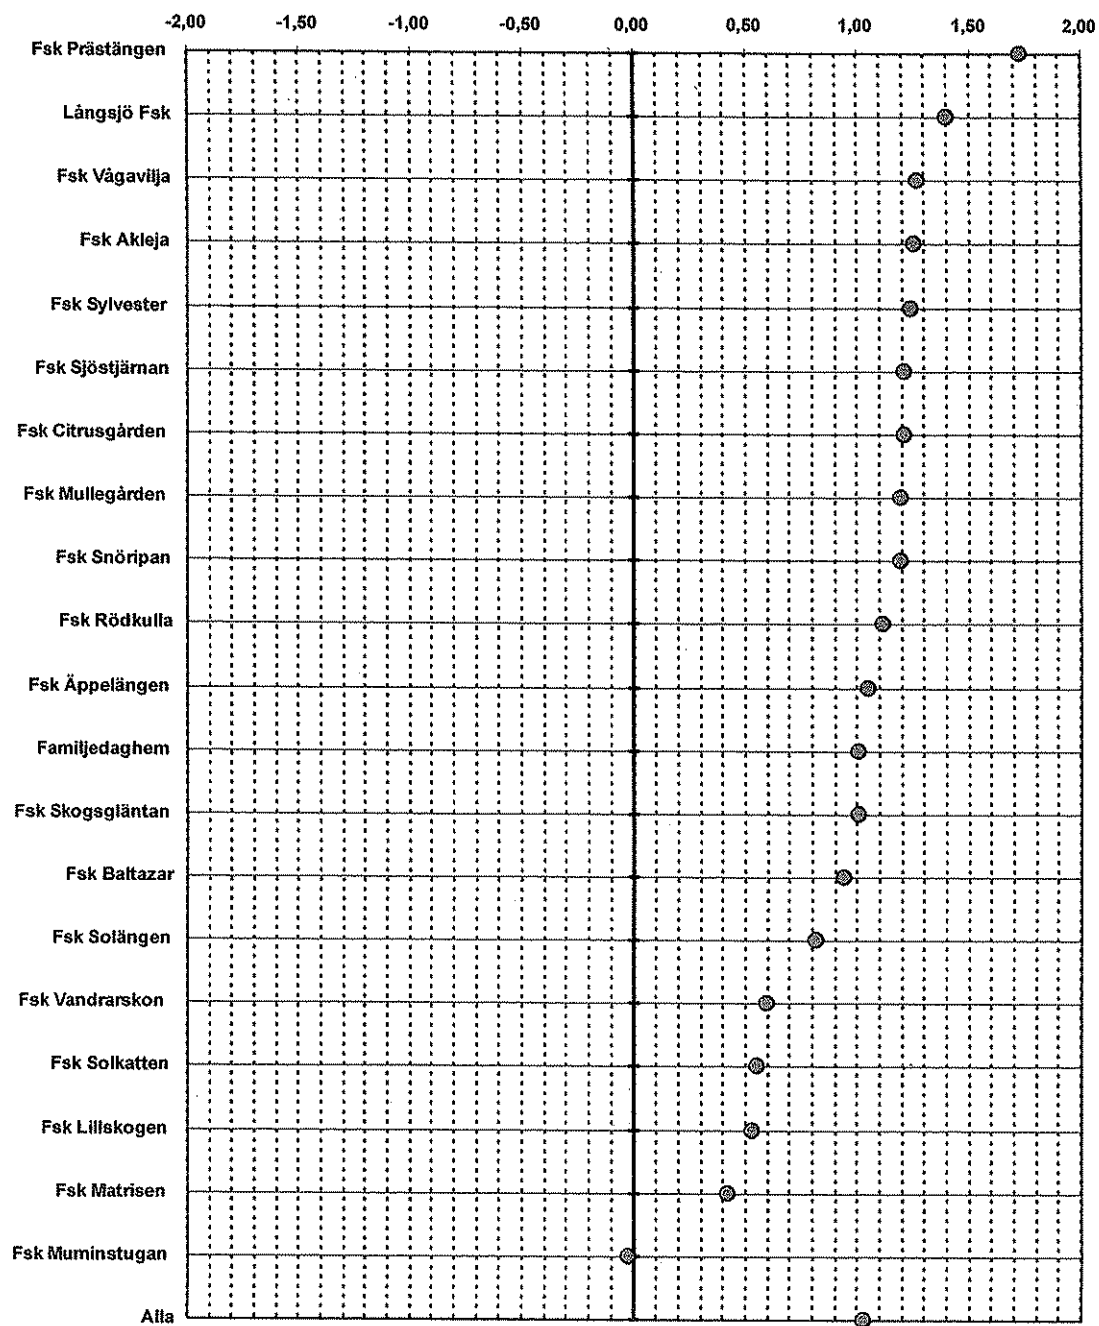 -2,00 -1,50 -1,00 -0,50 0,00 0,50 1,00 1,50 2,00
Fsk Prästängen
Långsjö Fsk
Fsk Vågavilja
Fsk Akleja
Fsk Sylvester
Fsk Sjöstjärnan
Fsk Citrusgården
Fsk Mullegården
Fsk Snöripan
Fsk Rödkulla
Fsk Äppelängen
Familjedaghem
Fsk Skogsgläntan
Fsk Baltazar
Fsk Solängen
Fsk Vandrarskon
Fsk Solkatten
Fsk Lillskogen
Fsk Matrisen
Fsk Muminstugan
Alla